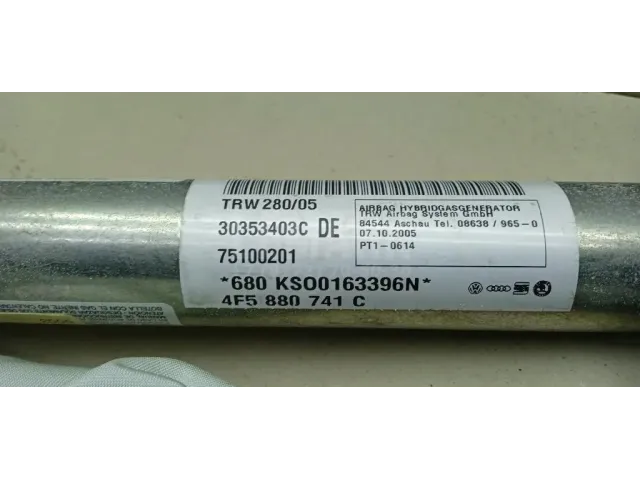 TRW 280/05
30353403C DE
75100201
*680 KSO0163396N*
4F5 880 741 C
AIRBAG HYBRIDGASGENERATOR
TRW Airbag System GmbH
84544 Aschau Tel. 08638 / 965-0
07.10.2005
PT1-0614